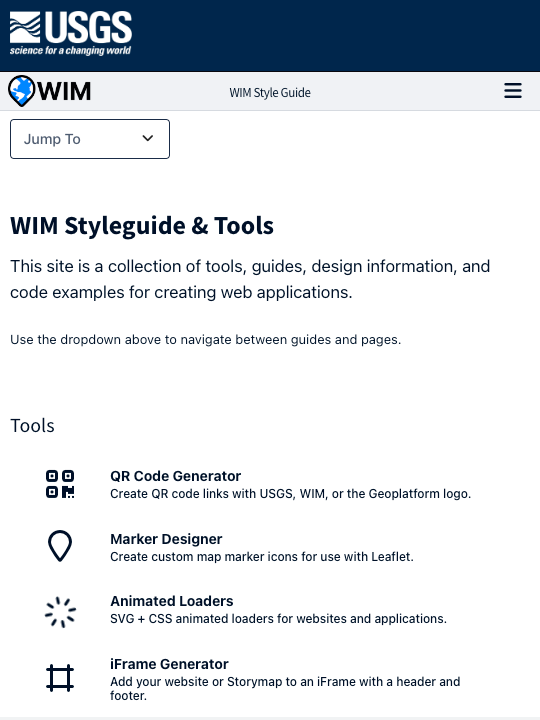 USGS
science for a changing world
WIM
WIM Style Guide
Jump To
WIM Styleguide & Tools
This site is a collection of tools, guides, design information, and
code examples for creating web applications.
Use the dropdown above to navigate between guides and pages.
Tools
QR Code Generator
Create QR code links with USGS, WIM, or the Geoplatform logo.
Marker Designer
Create custom map marker icons for use with Leaflet.
Animated Loaders
SVG + CSS animated loaders for websites and applications.
iFrame Generator
Add your website or Storymap to an iFrame with a header and
footer.